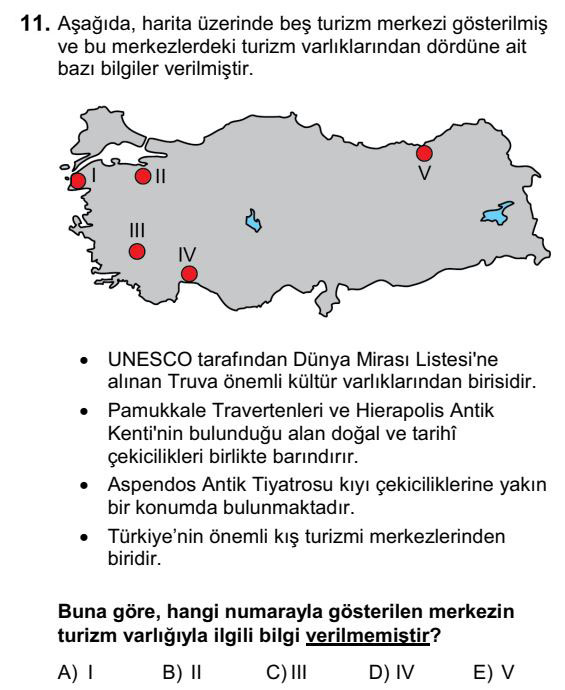 11. Aşağıda, harita üzerinde beş turizm merkezi gösterilmiş
ve bu merkezlerdeki turizm varlıklarından dördüne ait
bazı bilgiler verilmiştir.
I
II
V
III
IV
• UNESCO tarafından Dünya Mirası Listesi'ne
alınan Truva önemli kültür varlıklarından birisidir.
• Pamukkale Travertenleri ve Hierapolis Antik
Kenti'nin bulunduğu alan doğal ve tarihî
çekicilikleri birlikte barındırır.
• Aspendos Antik Tiyatrosu kıyı çekiciliklerine yakın
bir konumda bulunmaktadır.
• Türkiye’nin önemli kış turizmi merkezlerinden
biridir.
Buna göre, hangi numarayla gösterilen merkezin
turizm varlığıyla ilgili bilgi verilmemiştir?
A) I B) II C) III D) IV E) V